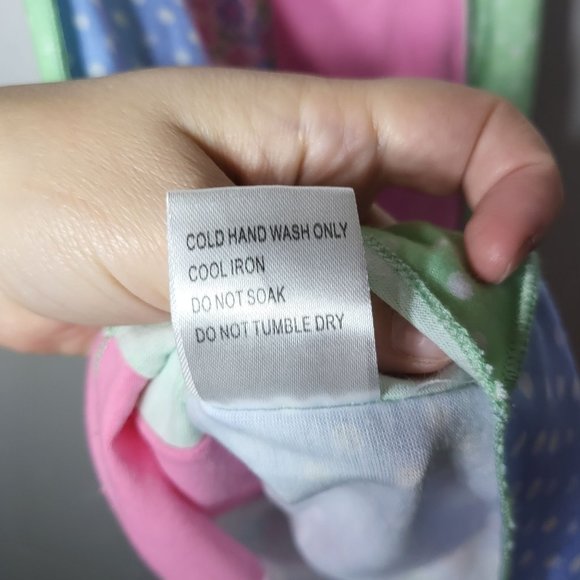 COLD HAND WASH ONLY
COOL IRON
DO NOT SOAK
DO NOT TUMBLE DRY